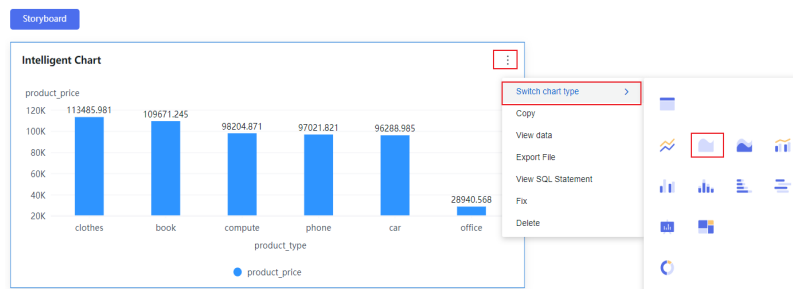 Storyboard
Intelligent Chart
product_price
120K
100K
80K
60K
40K
20K
113485.981
109671.245
98204.871
97021.821
96288.985
28940.568
clothes
book
compute
phone
car
office
product_type
product_price
Switch chart type
Copy
View data
Export File
View SQL Statement
Fix
Delete